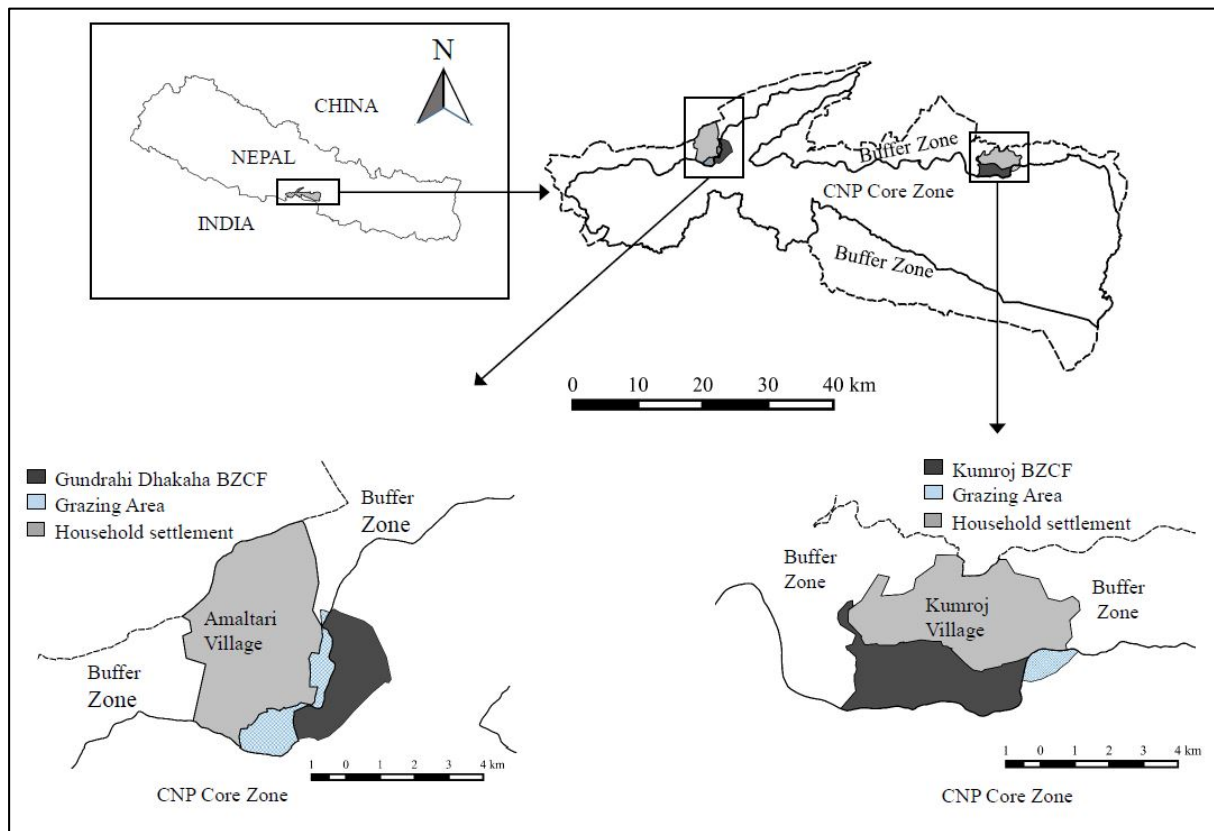 N
CHINA
NEPAL
INDIA
Buffer Zone
CNP Core Zone
Buffer Zone
0 10 20 30 40 km
Gundrahi Dhakaha BZCF
Grazing Area
Household settlement
Buffer
Zone
Amaltari
Village
Buffer
Zone
1 0 1 2 3 4 km
CNP Core Zone
Kumroj BZCF
Grazing Area
Household settlement
Buffer
Zone
Buffer
Zone
Kumroj
Village
1 0 1 2 3 4 km
CNP Core Zone